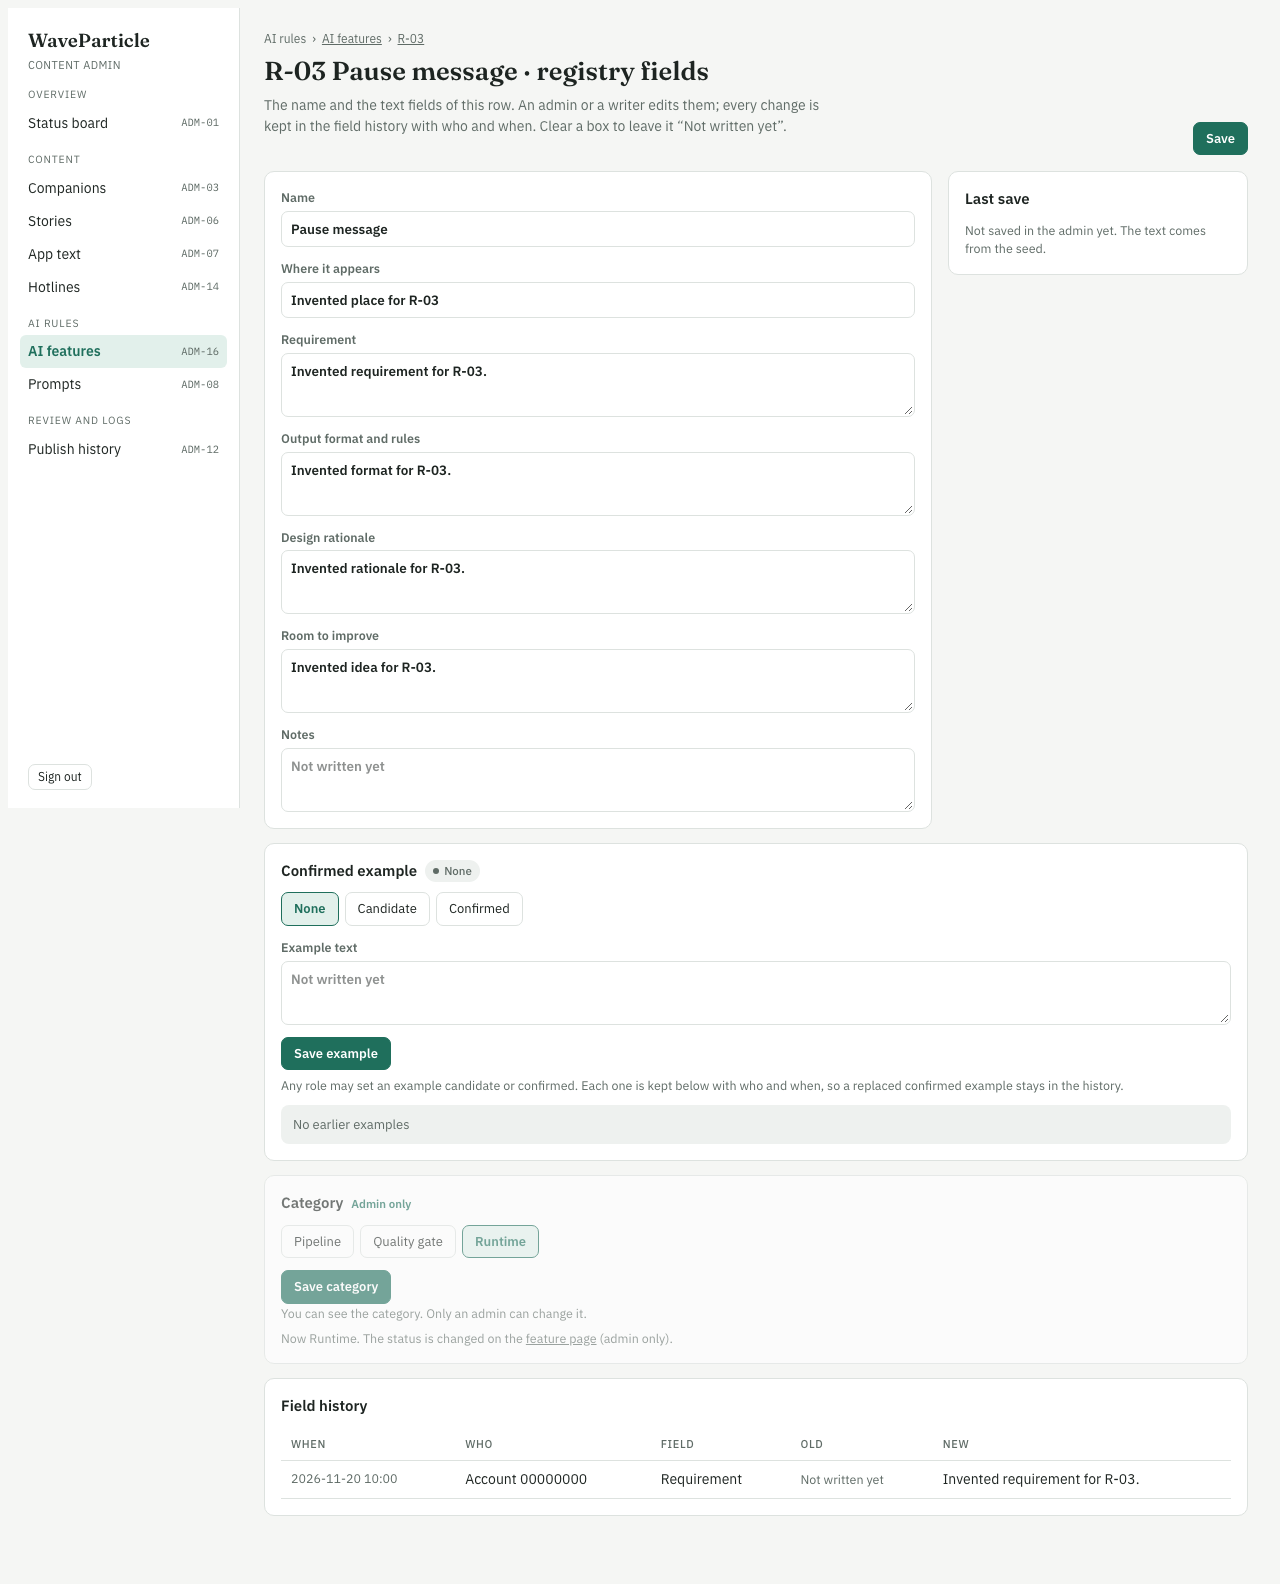 WaveParticle
CONTENT ADMIN
OVERVIEW
Status board ADM-01
CONTENT
Companions ADM-03
Stories ADM-06
App text ADM-07
Hotlines ADM-14
AI RULES
AI features ADM-16
Prompts ADM-08
REVIEW AND LOGS
Publish history ADM-12
Sign out
AI rules › AI features › R-03
R-03 Pause message · registry fields
The name and the text fields of this row. An admin or a writer edits them; every change is
kept in the field history with who and when. Clear a box to leave it “Not written yet”.
Save
Name
Pause message
Where it appears
Invented place for R-03
Requirement
Invented requirement for R-03.
Output format and rules
Invented format for R-03.
Design rationale
Invented rationale for R-03.
Room to improve
Invented idea for R-03.
Notes
Not written yet
Last save
Not saved in the admin yet. The text comes
from the seed.
Confirmed example None
None Candidate Confirmed
Example text
Not written yet
Save example
Any role may set an example candidate or confirmed. Each one is kept below with who and when, so a replaced confirmed example stays in the history.
No earlier examples
Category Admin only
Pipeline Quality gate Runtime
Save category
You can see the category. Only an admin can change it.
Now Runtime. The status is changed on the feature page (admin only).
Field history
WHEN WHO FIELD OLD NEW
2026-11-20 10:00 Account 00000000 Requirement Not written yet Invented requirement for R-03.